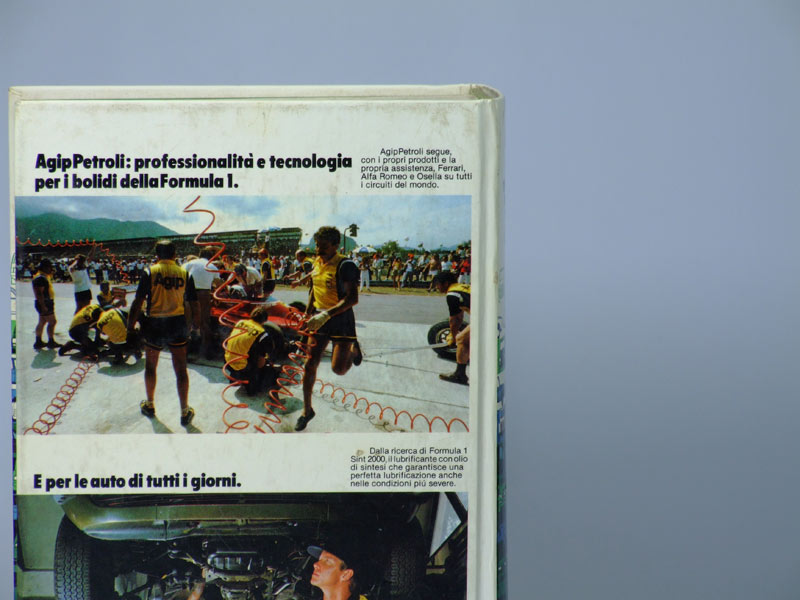 AgipPetroli: professionalità e tecnologia
per i bolidi della Formula 1.
AgipPetroli segue,
con i propri prodotti e la
propria assistenza, Ferrari,
Alfa Romeo e Osella su tutti
i circuiti del mondo.
Agip
E per le auto di tutti i giorni.
Dalla ricerca di Formula 1
Sint 2000, il lubrificante con olio
di sintesi che garantisce una
perfetta lubrificazione anche
nelle condizioni piú severe.